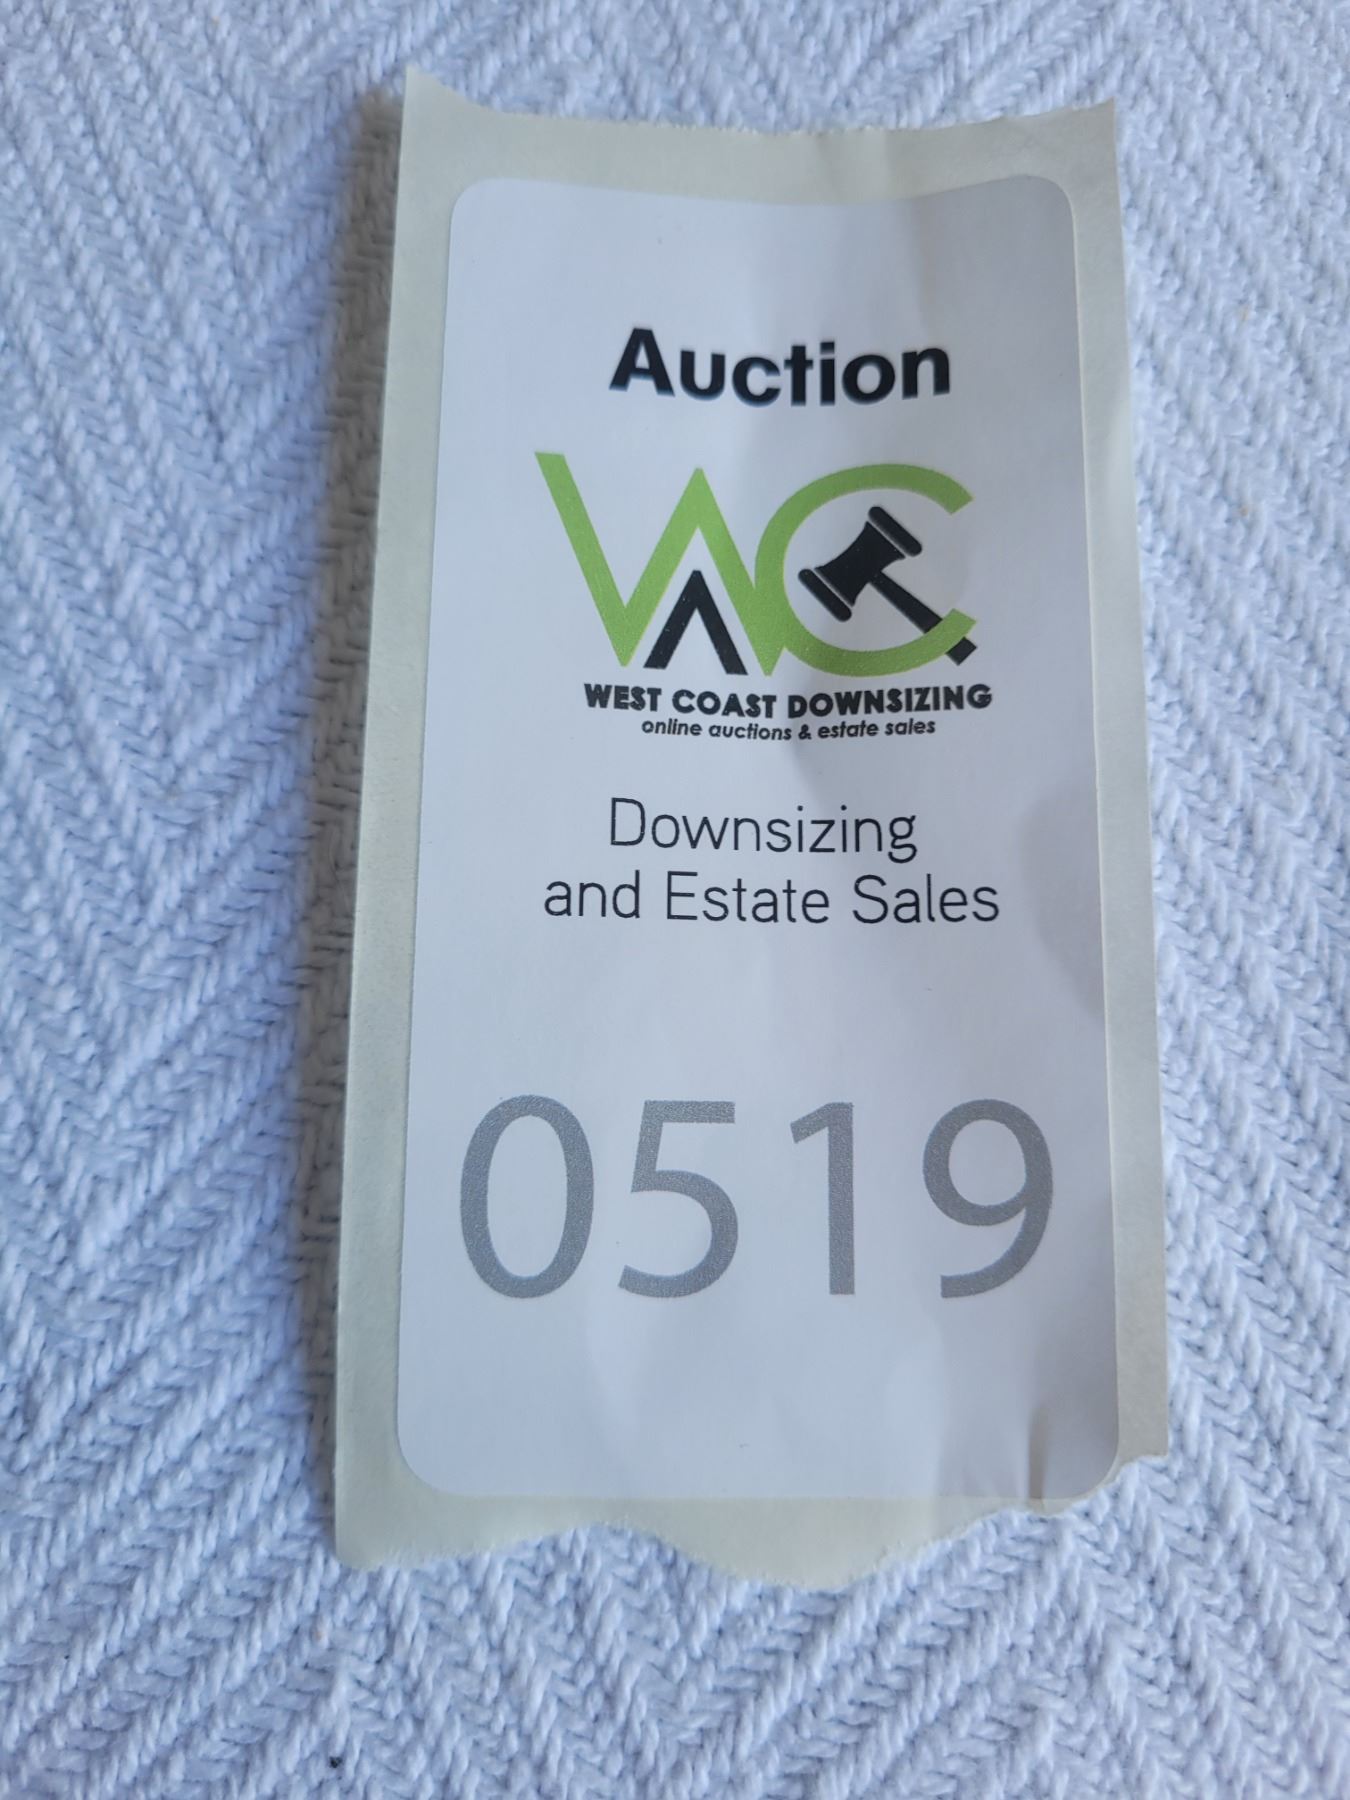 Auction
WC
WEST COAST DOWNSIZING
online auctions & estate sales
Downsizing
and Estate Sales
0519